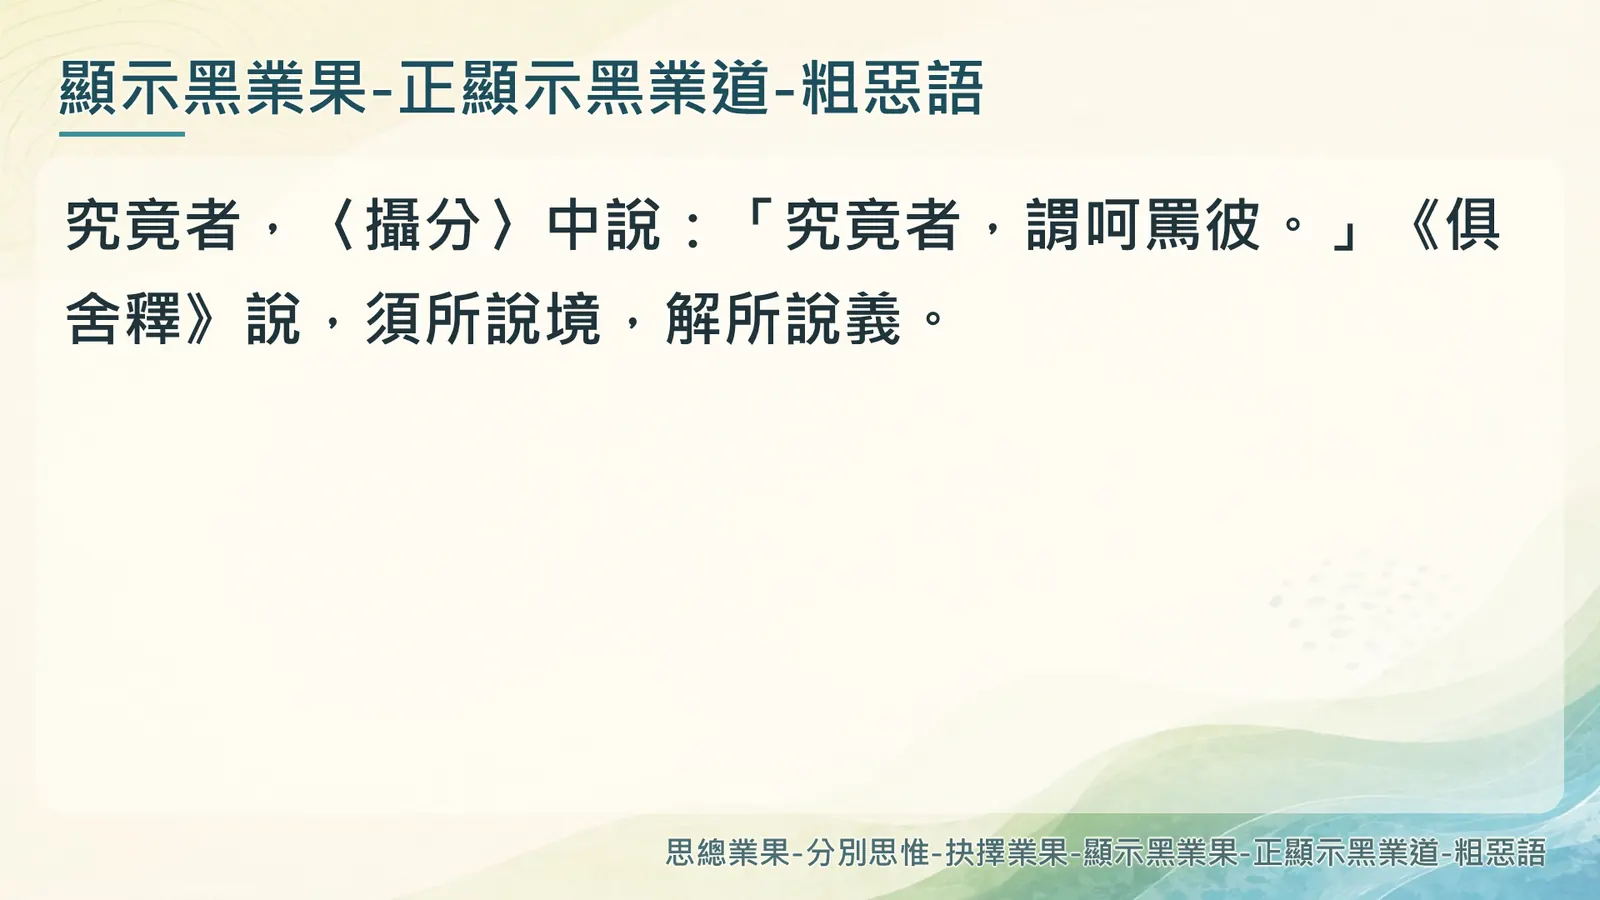 顯示黑業果-正顯示黑業道-粗惡語
究竟者，〈攝分〉中說：「究竟者，謂呵罵彼。」《俱
舍釋》說，須所說境，解所說義。
思總業果-分別思惟-抉擇業果-顯示黑業果-正顯示黑業道-粗惡語